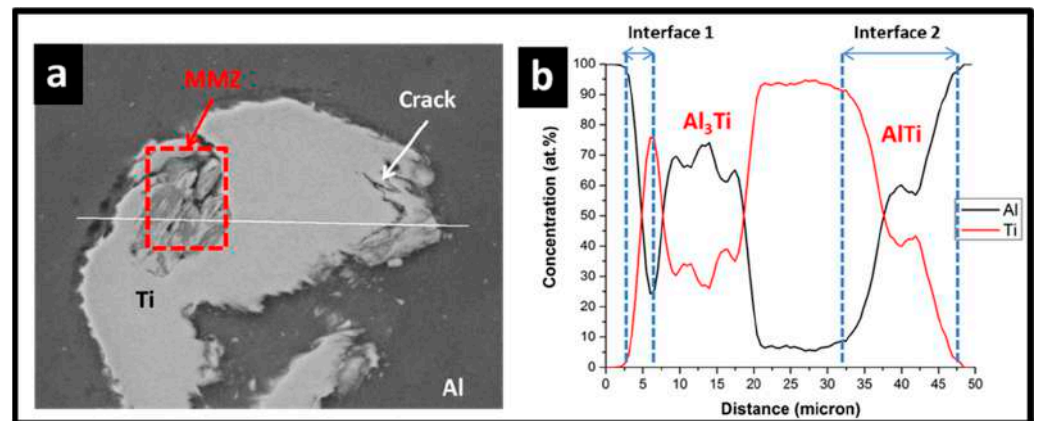 a
MMZ
Crack
Ti
Al
b
Interface 1
Interface 2
Al₃Ti
AlTi
Al
Ti
Concentration (at.%)
100
90
80
70
60
50
40
30
20
10
0
0 5 10 15 20 25 30 35 40 45 50
Distance (micron)